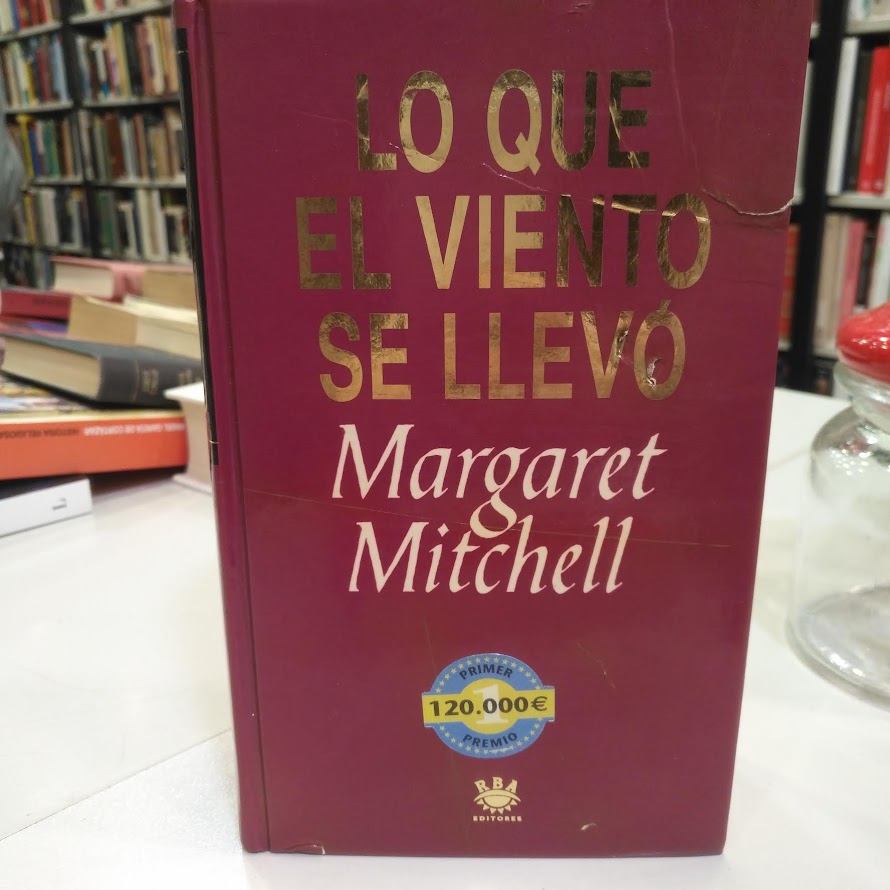 LO QUE
EL VIENTO
SE LLEVÓ
Margaret
Mitchell
PRIMER
1
120.000€
PREMIO
RBA
EDITORES